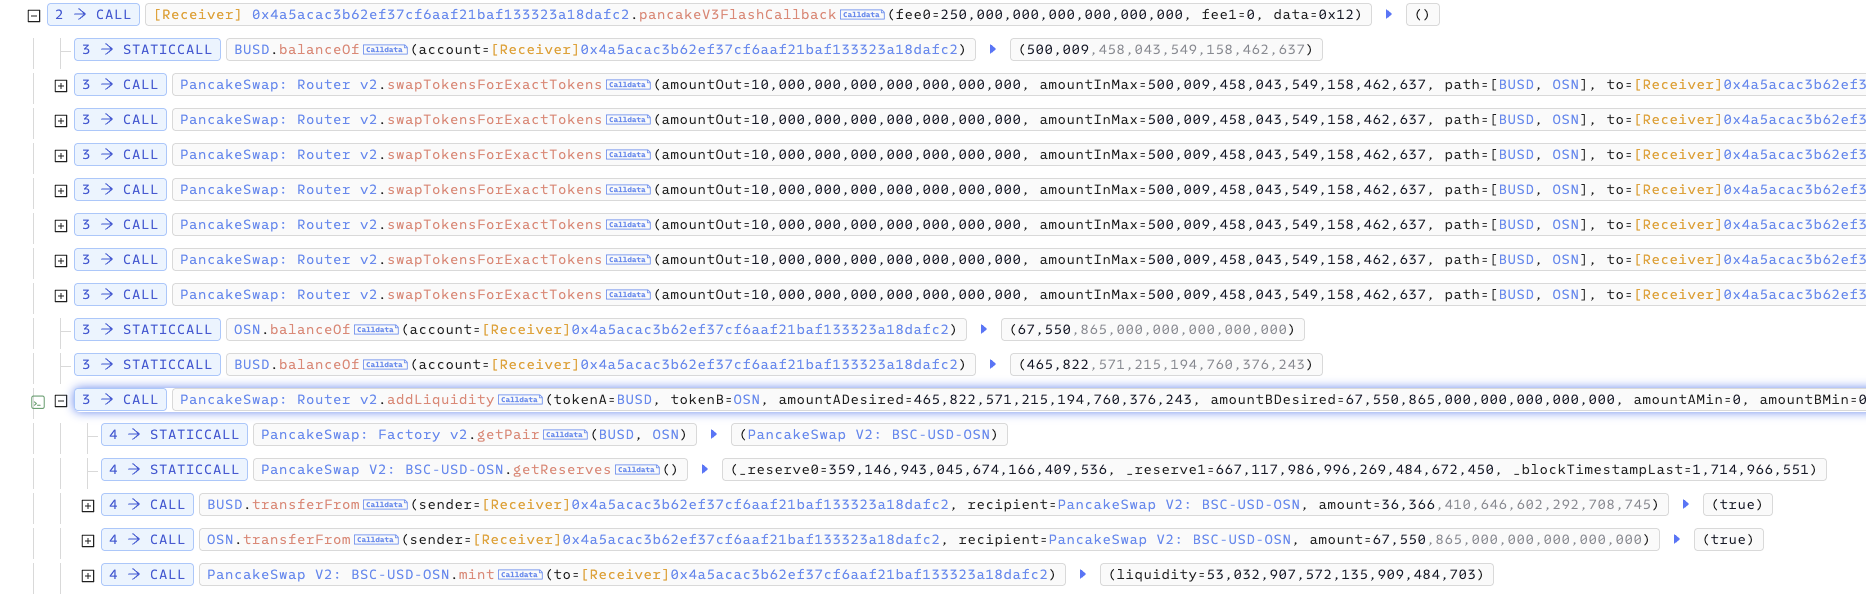 2 → CALL [Receiver] 0x4a5acac3b62ef37cf6aaf21baf133323a18dafc2.pancakeV3FlashCallback Calldata (fee0=250,000,000,000,000,000,000, fee1=0, data=0x12) ▶ ()
3 → STATICCALL BUSD.balanceOf Calldata (account=[Receiver]0x4a5acac3b62ef37cf6aaf21baf133323a18dafc2) ▶ (500,009,458,043,549,158,462,637)
3 → CALL PancakeSwap: Router v2.swapTokensForExactTokens Calldata (amountOut=10,000,000,000,000,000,000,000, amountInMax=500,009,458,043,549,158,462,637, path=[BUSD, OSN], to=[Receiver]0x4a5acac3b62ef3
3 → CALL PancakeSwap: Router v2.swapTokensForExactTokens Calldata (amountOut=10,000,000,000,000,000,000,000, amountInMax=500,009,458,043,549,158,462,637, path=[BUSD, OSN], to=[Receiver]0x4a5acac3b62ef3
3 → CALL PancakeSwap: Router v2.swapTokensForExactTokens Calldata (amountOut=10,000,000,000,000,000,000,000, amountInMax=500,009,458,043,549,158,462,637, path=[BUSD, OSN], to=[Receiver]0x4a5acac3b62ef3
3 → CALL PancakeSwap: Router v2.swapTokensForExactTokens Calldata (amountOut=10,000,000,000,000,000,000,000, amountInMax=500,009,458,043,549,158,462,637, path=[BUSD, OSN], to=[Receiver]0x4a5acac3b62ef3
3 → CALL PancakeSwap: Router v2.swapTokensForExactTokens Calldata (amountOut=10,000,000,000,000,000,000,000, amountInMax=500,009,458,043,549,158,462,637, path=[BUSD, OSN], to=[Receiver]0x4a5acac3b62ef3
3 → CALL PancakeSwap: Router v2.swapTokensForExactTokens Calldata (amountOut=10,000,000,000,000,000,000,000, amountInMax=500,009,458,043,549,158,462,637, path=[BUSD, OSN], to=[Receiver]0x4a5acac3b62ef3
3 → CALL PancakeSwap: Router v2.swapTokensForExactTokens Calldata (amountOut=10,000,000,000,000,000,000,000, amountInMax=500,009,458,043,549,158,462,637, path=[BUSD, OSN], to=[Receiver]0x4a5acac3b62ef3
3 → STATICCALL OSN.balanceOf Calldata (account=[Receiver]0x4a5acac3b62ef37cf6aaf21baf133323a18dafc2) ▶ (67,550,865,000,000,000,000,000)
3 → STATICCALL BUSD.balanceOf Calldata (account=[Receiver]0x4a5acac3b62ef37cf6aaf21baf133323a18dafc2) ▶ (465,822,571,215,194,760,376,243)
3 → CALL PancakeSwap: Router v2.addLiquidity Calldata (tokenA=BUSD, tokenB=OSN, amountADesired=465,822,571,215,194,760,376,243, amountBDesired=67,550,865,000,000,000,000,000, amountAMin=0, amountBMin=0
4 → STATICCALL PancakeSwap: Factory v2.getPair Calldata (BUSD, OSN) ▶ (PancakeSwap V2: BSC-USD-OSN)
4 → STATICCALL PancakeSwap V2: BSC-USD-OSN.getReserves Calldata () ▶ (_reserve0=359,146,943,045,674,166,409,536, _reserve1=667,117,986,996,269,484,672,450, _blockTimestampLast=1,714,966,551)
4 → CALL BUSD.transferFrom Calldata (sender=[Receiver]0x4a5acac3b62ef37cf6aaf21baf133323a18dafc2, recipient=PancakeSwap V2: BSC-USD-OSN, amount=36,366,410,646,602,292,708,745) ▶ (true)
4 → CALL OSN.transferFrom Calldata (sender=[Receiver]0x4a5acac3b62ef37cf6aaf21baf133323a18dafc2, recipient=PancakeSwap V2: BSC-USD-OSN, amount=67,550,865,000,000,000,000,000) ▶ (true)
4 → CALL PancakeSwap V2: BSC-USD-OSN.mint Calldata (to=[Receiver]0x4a5acac3b62ef37cf6aaf21baf133323a18dafc2) ▶ (liquidity=53,032,907,572,135,909,484,703)